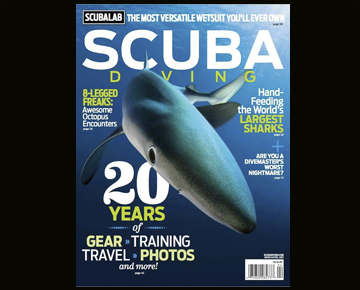 SCUBALAB THE MOST VERSATILE WETSUIT YOU'LL EVER OWN
SCUBA
DIVING
8-LEGGED
FREAKS:
Awesome
Octopus
Encounters
Hand-
Feeding
the World's
LARGEST
SHARKS
+
ARE YOU A
DIVEMASTER'S
WORST
NIGHTMARE?
20
YEARS
of
GEAR » TRAINING
TRAVEL » PHOTOS
and more!